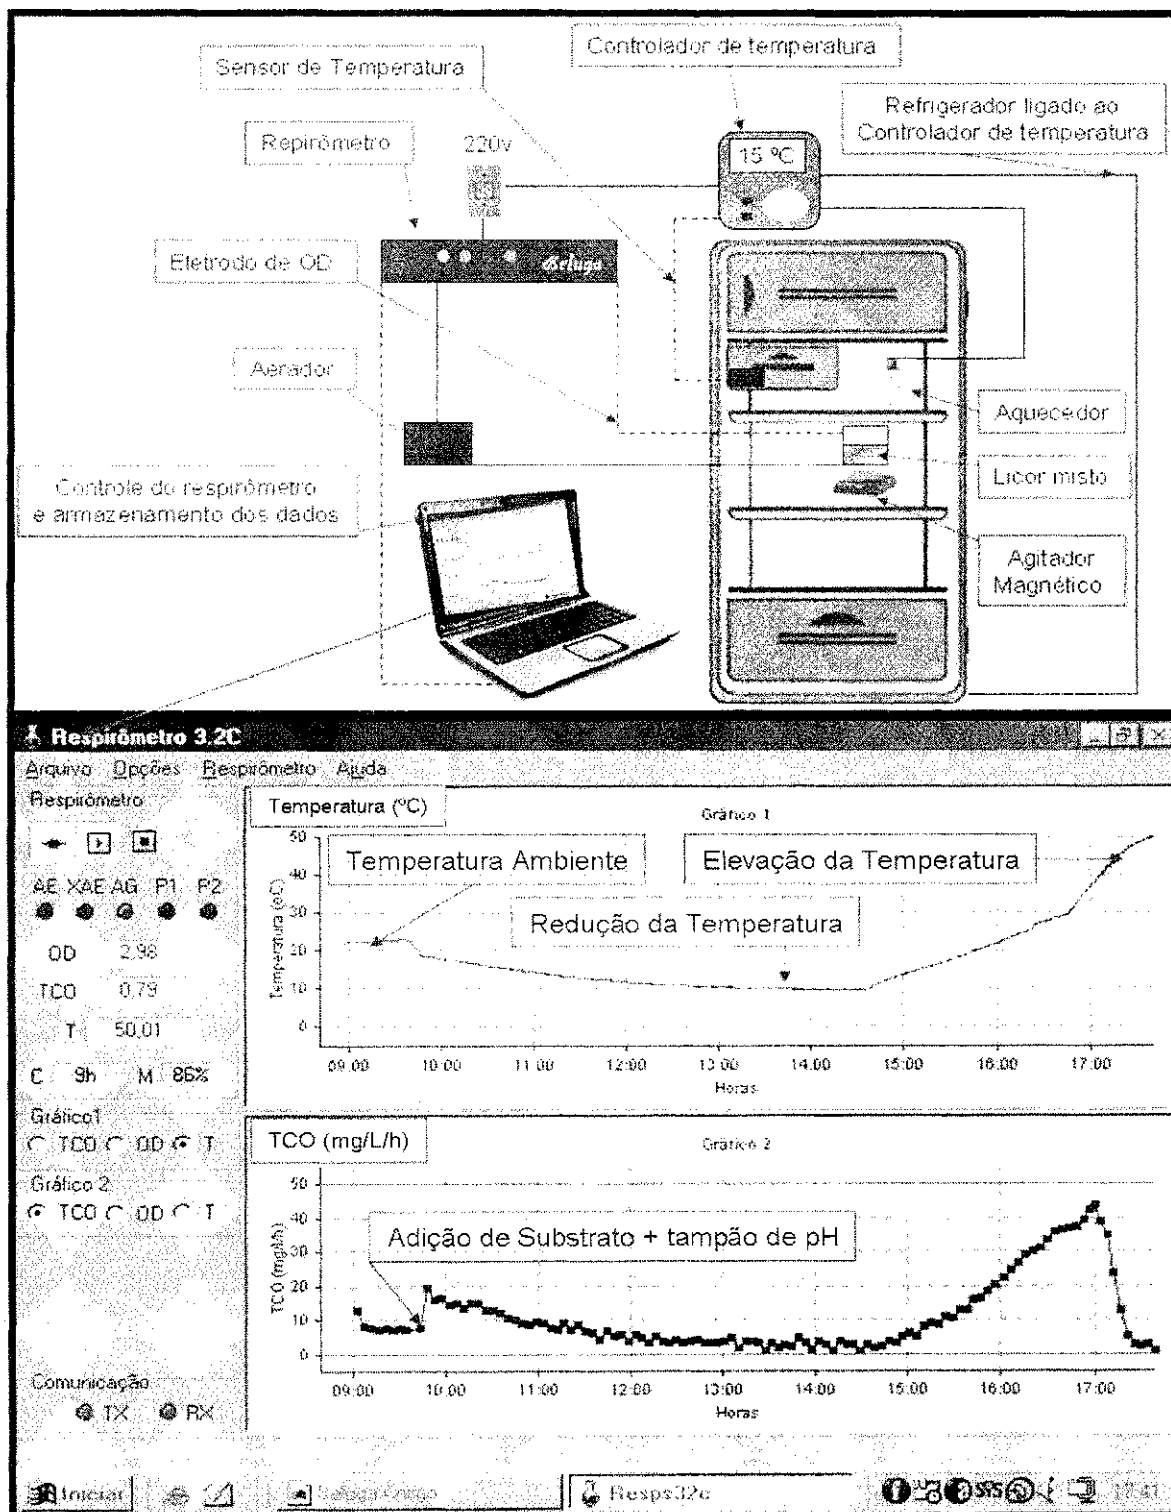 Controlador de temperatura
Sensor de Temperatura
Refrigerador ligado ao
Controlador de temperatura
Repirômetro
220v
15 ºC
Eletrodo de OD
Beluga
Aerador
Aquecedor
Controle do respirômetro
e armazenamento dos dados
Licor misto
Agitador
Magnético
Respirômetro 3.2C
Arquivo Opções Respirômetro Ajuda
Respirômetro
AE XAE AG P1 P2
OD 2,98
TCO 0,79
T 50,01
C 9h M 86%
Gráfico1
TCO OD T
Gráfico 2
TCO OD T
Comunicação
TX RX
Temperatura (ºC)
Gráfico 1
Temperatura Ambiente
Elevação da Temperatura
Redução da Temperatura
Temperatura (oC)
50
40
30
20
10
0
09:00 10:00 11:00 12:00 13:00 14:00 15:00 16:00 17:00
Horas
TCO (mg/L/h)
Gráfico 2
Adição de Substrato + tampão de pH
TCO (mg/l/h)
50
40
30
20
10
0
09:00 10:00 11:00 12:00 13:00 14:00 15:00 16:00 17:00
Horas
Iniciar
Resps32c
17:41